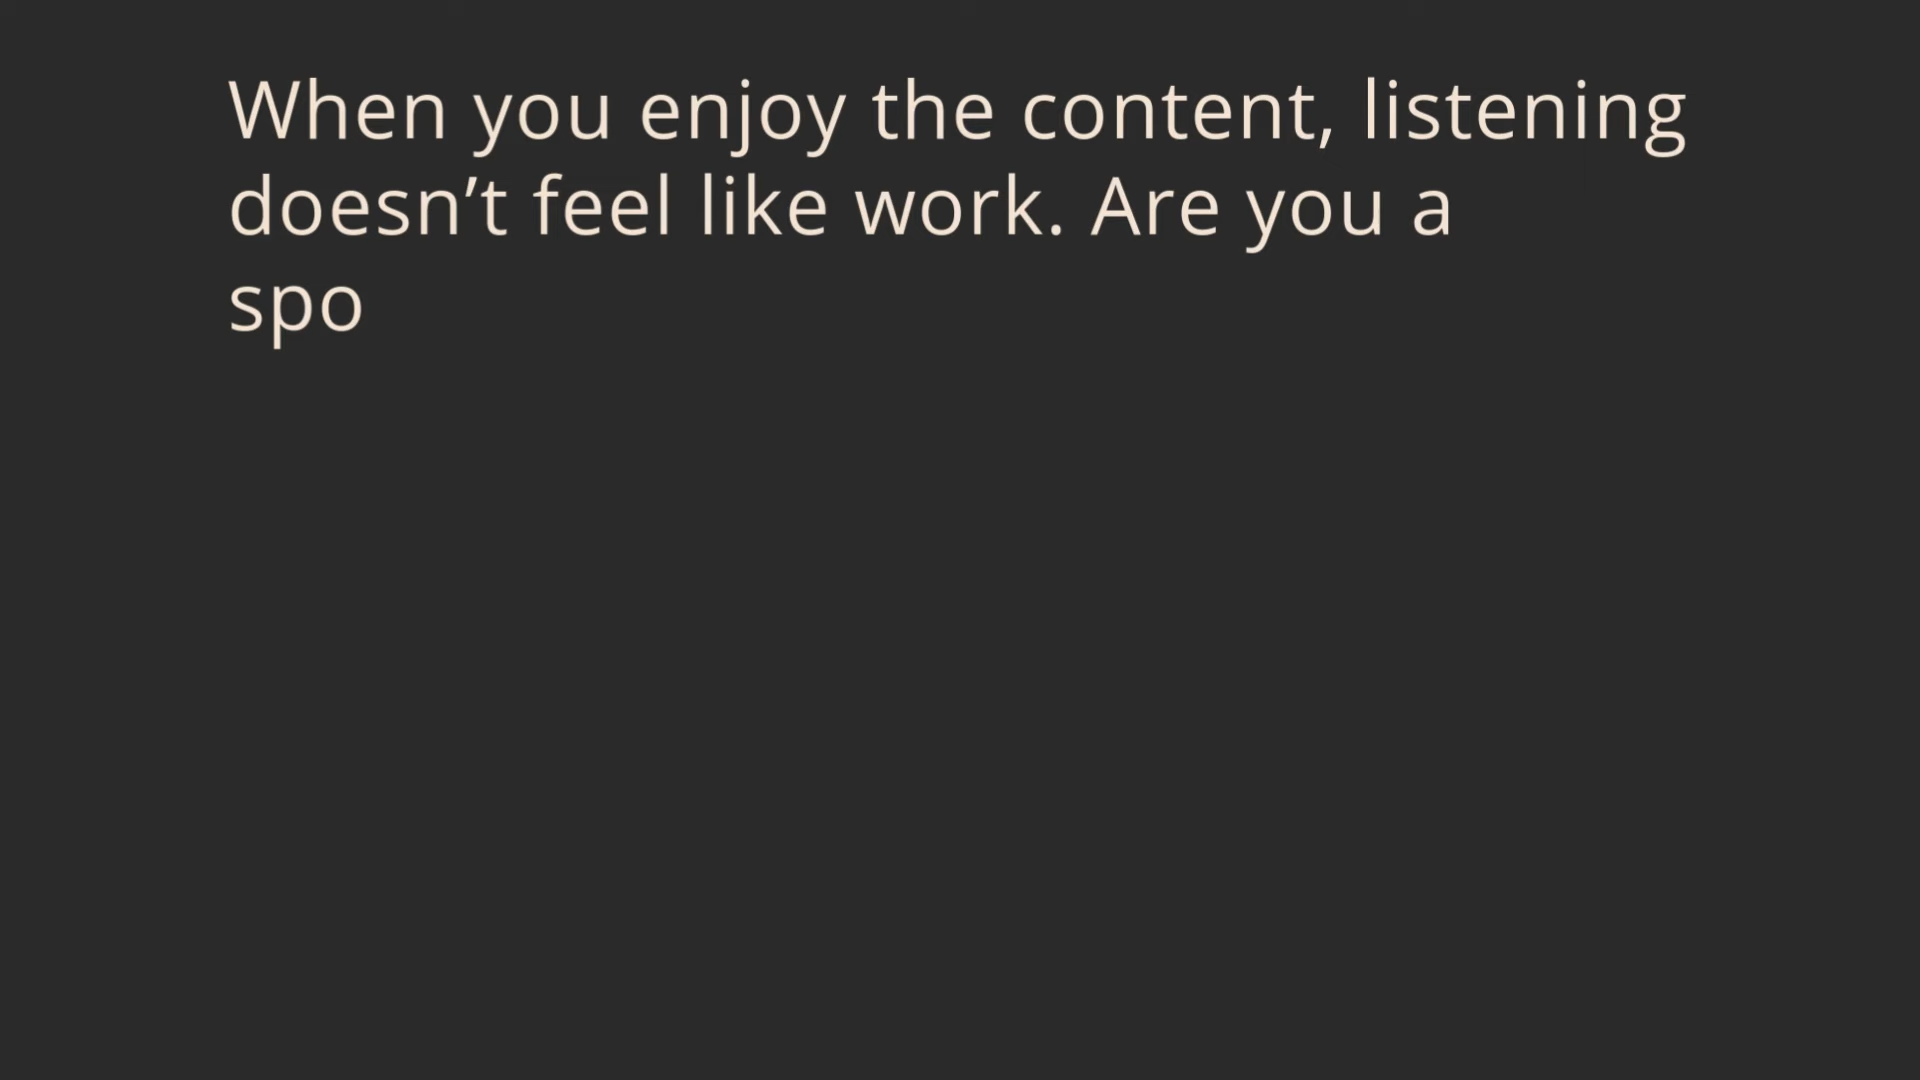 When you enjoy the content, listening
doesn’t feel like work. Are you a
spo